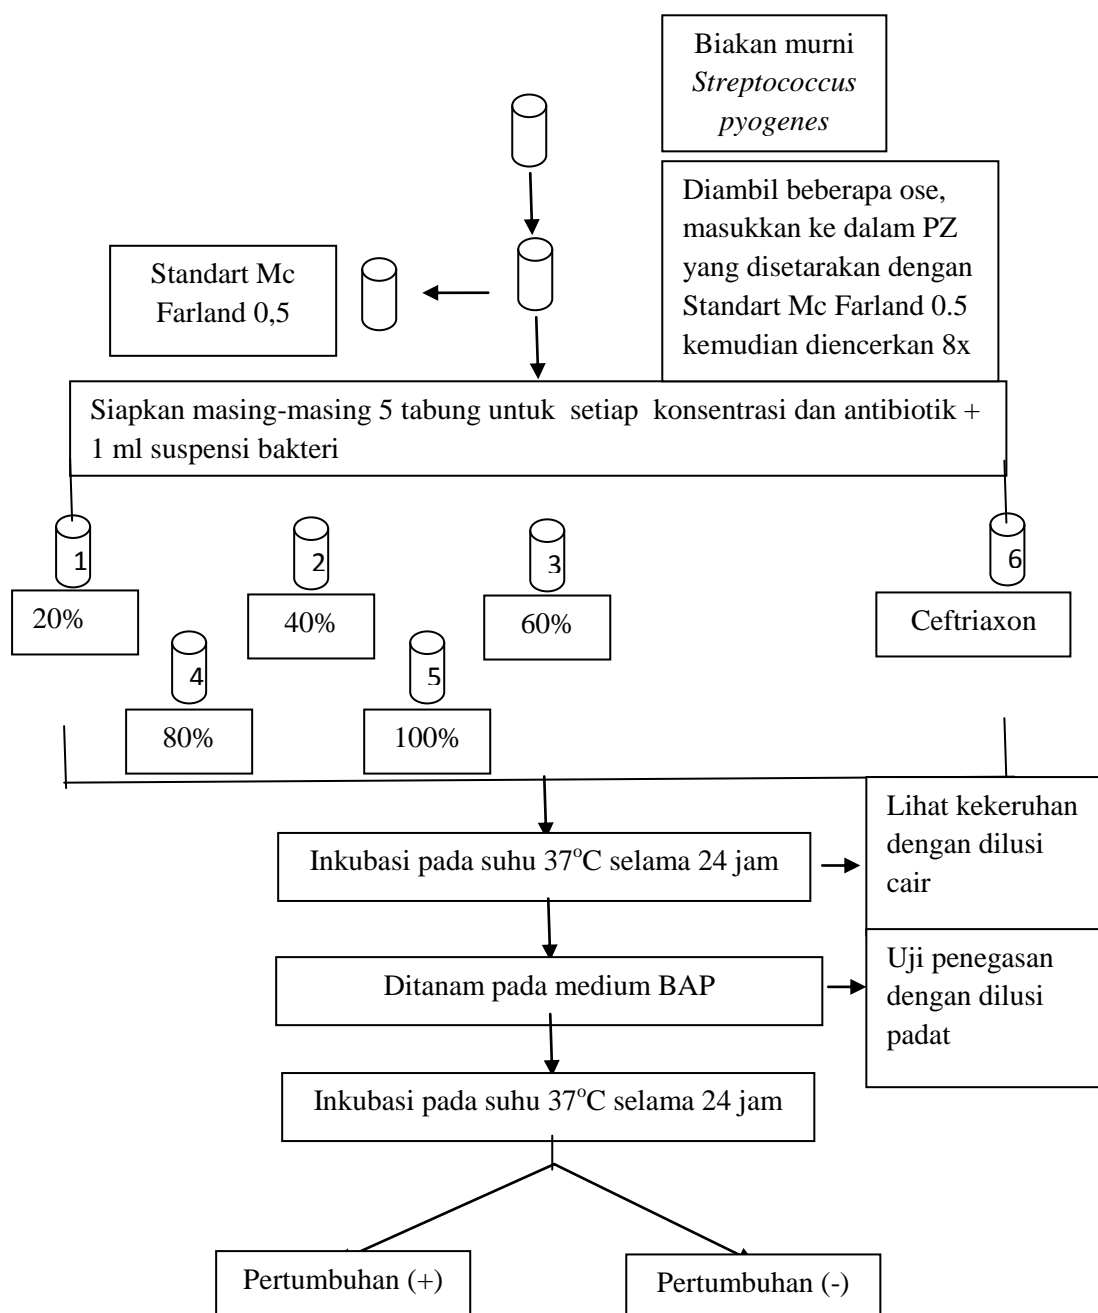 Biakan murni
Streptococcus
pyogenes
Diambil beberapa ose,
masukkan ke dalam PZ
yang disetarakan dengan
Standart Mc Farland 0.5
kemudian diencerkan 8x
Standart Mc
Farland 0,5
Siapkan masing-masing 5 tabung untuk setiap konsentrasi dan antibiotik +
1 ml suspensi bakteri
1
2
3
6
20%
40%
60%
Ceftriaxon
4
5
80%
100%
Lihat kekeruhan
dengan dilusi
cair
Inkubasi pada suhu 37°C selama 24 jam
Uji penegasan
dengan dilusi
padat
Ditanam pada medium BAP
Inkubasi pada suhu 37°C selama 24 jam
Pertumbuhan (+)
Pertumbuhan (-)